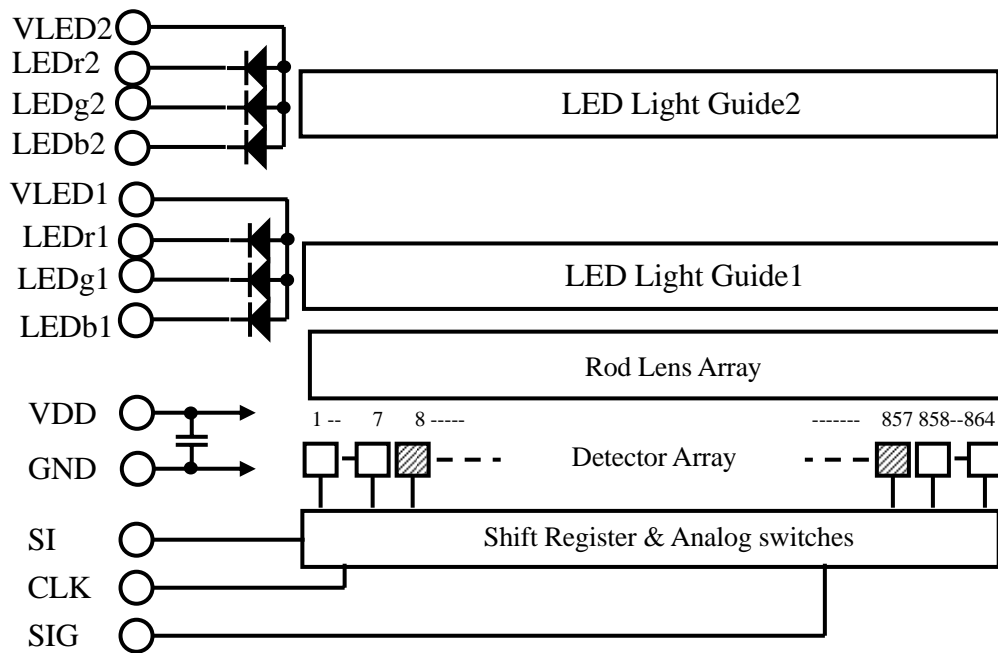 VLED2
LEDr2
LEDg2
LEDb2
LED Light Guide2
VLED1
LEDr1
LEDg1
LEDb1
LED Light Guide1
Rod Lens Array
VDD
GND
1 -- 7 8 ----- ------- 857 858--864
Detector Array
SI
CLK
SIG
Shift Register & Analog switches